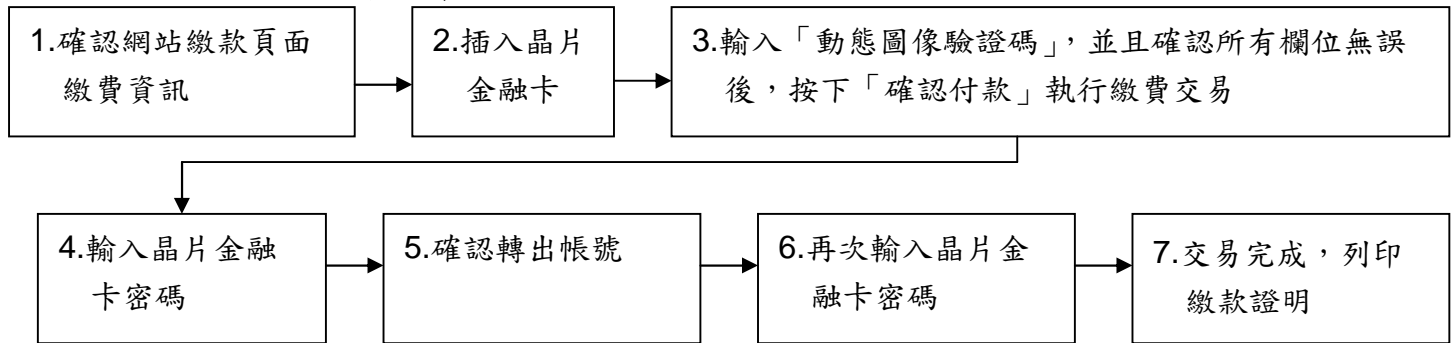 1.確認網站繳款頁面
繳費資訊
2.插入晶片
金融卡
3.輸入「動態圖像驗證碼」，並且確認所有欄位無誤
後，按下「確認付款」執行繳費交易
4.輸入晶片金融
卡密碼
5.確認轉出帳號
6.再次輸入晶片金
融卡密碼
7.交易完成，列印
繳款證明